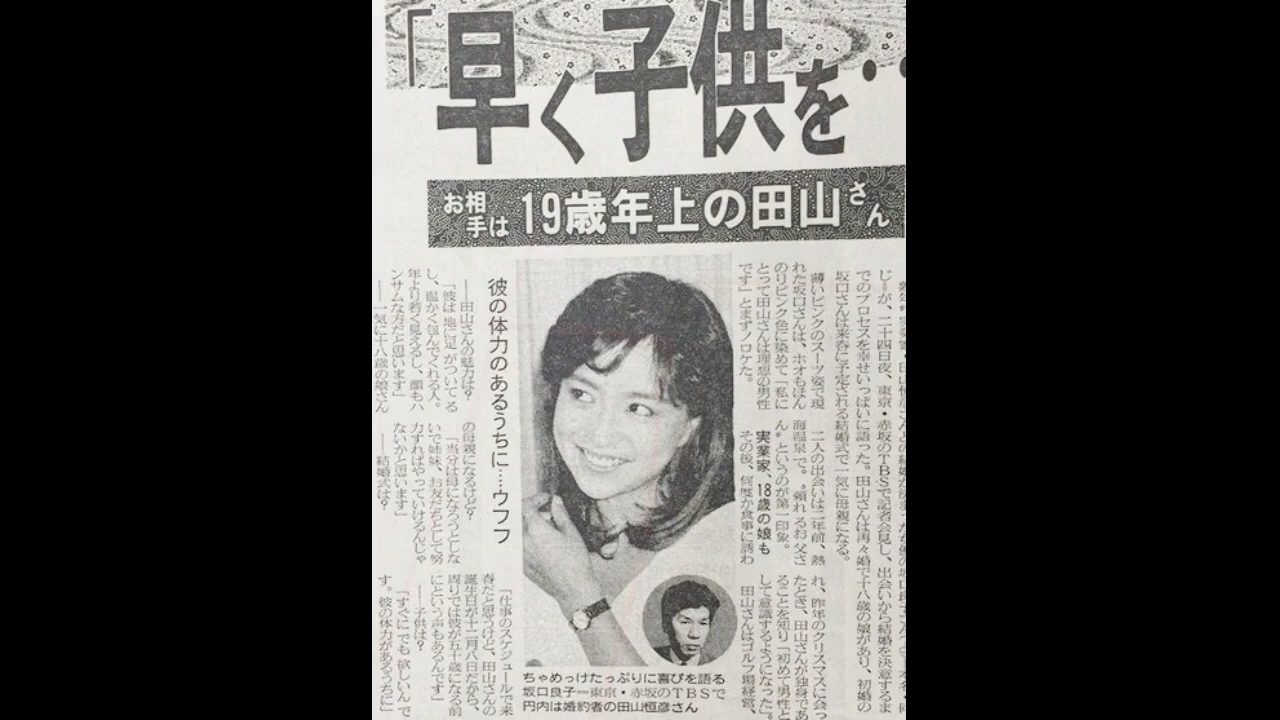 「早く子供を・・
お相手は19歳年上の田山さん
じ＝が、二十四日夜、東京・赤坂のTBSで記者会見し、出会いから結婚を決意するま
でのプロセスを幸せいっぱいに語った。田山さんは再々婚で十八歳の娘があり、初婚の
坂口さんは来春に予定される結婚式で一気に母親になる。
薄いピンクのスーツ姿で現
れた坂口さんは、ホオもほん
のりピンク色に染めて「私に
とって田山さんは理想の男性
です」とまずノロケた。
二人の出会いは二年前、熱
海温泉で。〝頼れるお父さ
ん〟というのが第一印象。
実業家、18歳の娘も
その後、何度か食事に誘わ
れ、昨年のクリスマスに会っ
たとき、田山さんが独身であ
ることを知り「初めて男性と
して意識するようになった」。
田山さんはゴルフ場経営、
ちゃめっけたっぷりに喜びを語る
坂口良子＝東京・赤坂のTBSで
円内は婚約者の田山恒彦さん
彼の体力のあるうちに……ウフフ
――田山さんの魅力は？
「彼は地に足がついてる
し、温かく包んでくれる人。
年より若く見えるし、顔もハ
ンサムな方だと思います」
――一気に十八歳の娘さん
の母親になるけど？
「当分は母になろうとしな
いで姉妹、お友だちとして努
力すればやっていけるんじゃ
ないかと思います」
――結婚式は？
「仕事のスケジュールで来
春だと思うけど、田山さんの
誕生日が十二月八日だから、
周りでは彼が五十歳になる前
にという声もあるんです」
――子供は？
「すぐにでも欲しいんで
す。彼の体力があるうちに」